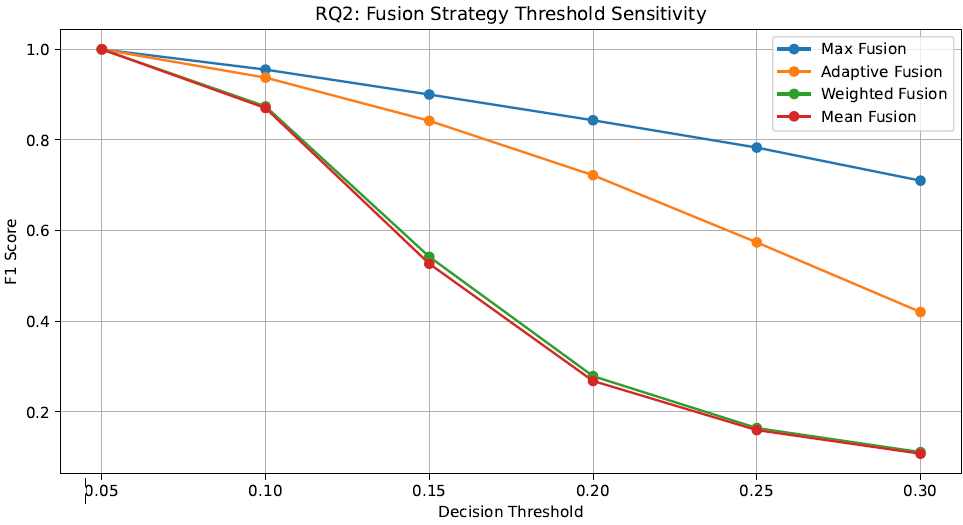 RQ2: Fusion Strategy Threshold Sensitivity
Max Fusion
Adaptive Fusion
Weighted Fusion
Mean Fusion
F1 Score
1.0
0.8
0.6
0.4
0.2
0.05 0.10 0.15 0.20 0.25 0.30
Decision Threshold